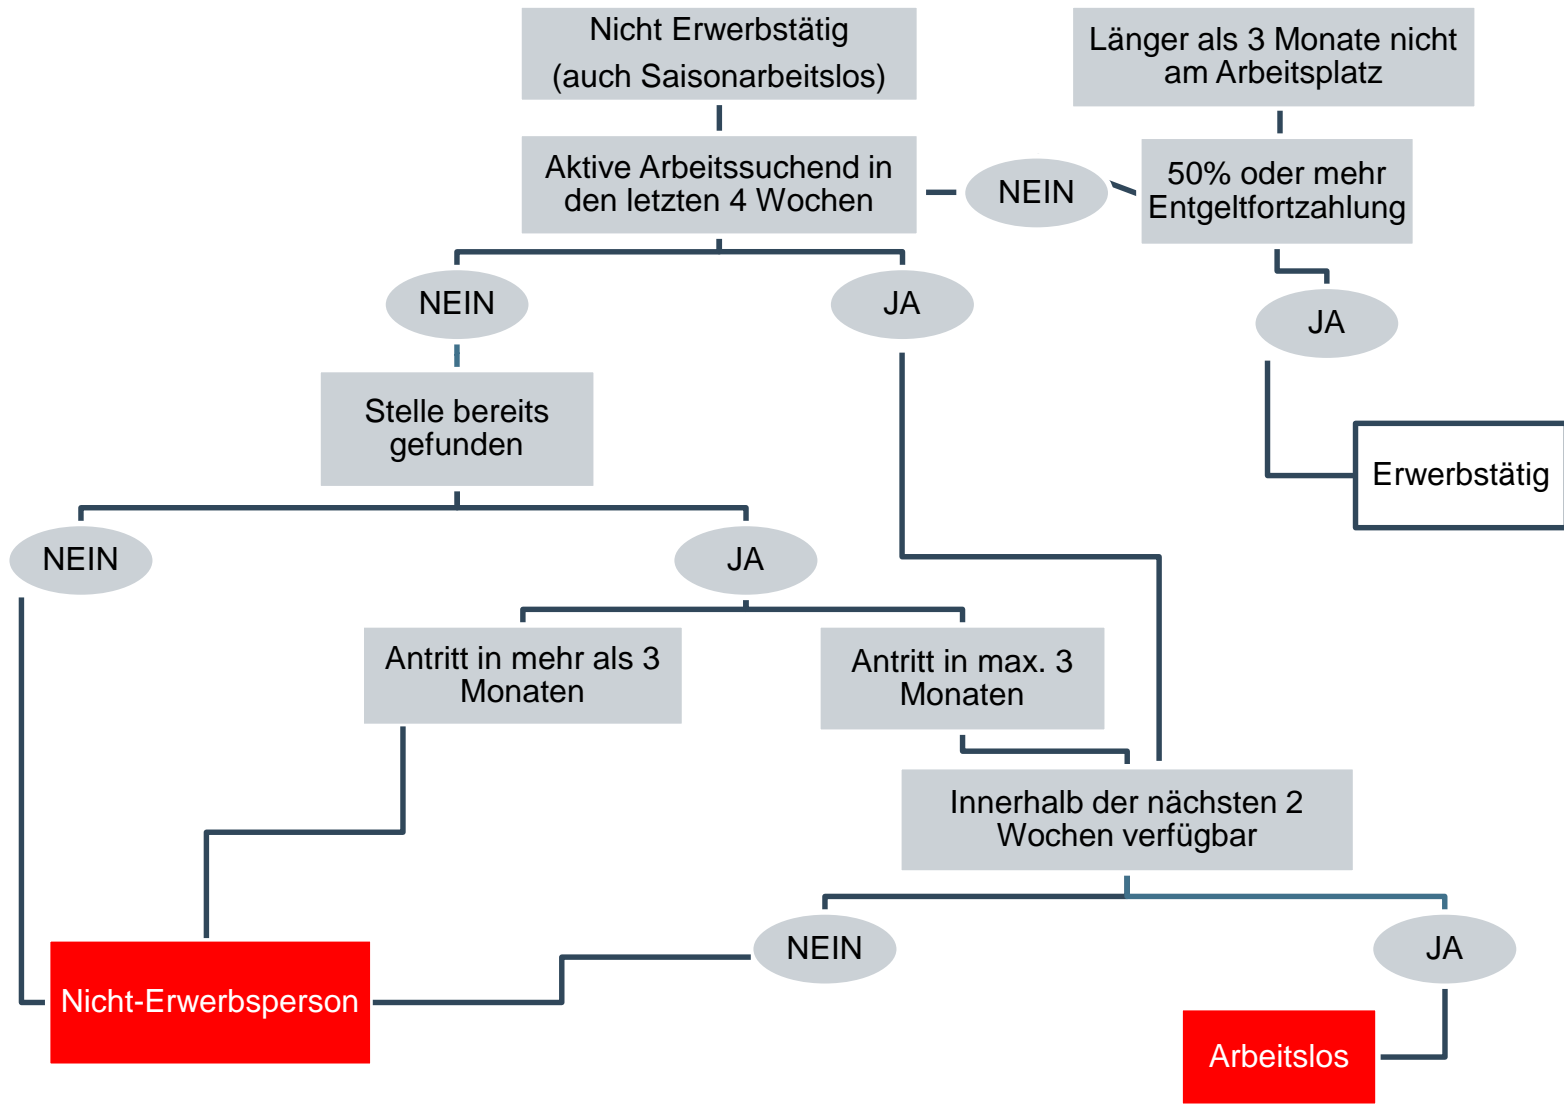 Nicht Erwerbstätig
(auch Saisonarbeitslos)
Länger als 3 Monate nicht
am Arbeitsplatz
Aktive Arbeitssuchend in
den letzten 4 Wochen
NEIN
50% oder mehr
Entgeltfortzahlung
NEIN
JA
JA
Stelle bereits
gefunden
Erwerbstätig
NEIN
JA
Antritt in mehr als 3
Monaten
Antritt in max. 3
Monaten
Innerhalb der nächsten 2
Wochen verfügbar
NEIN
JA
Nicht-Erwerbsperson
Arbeitslos